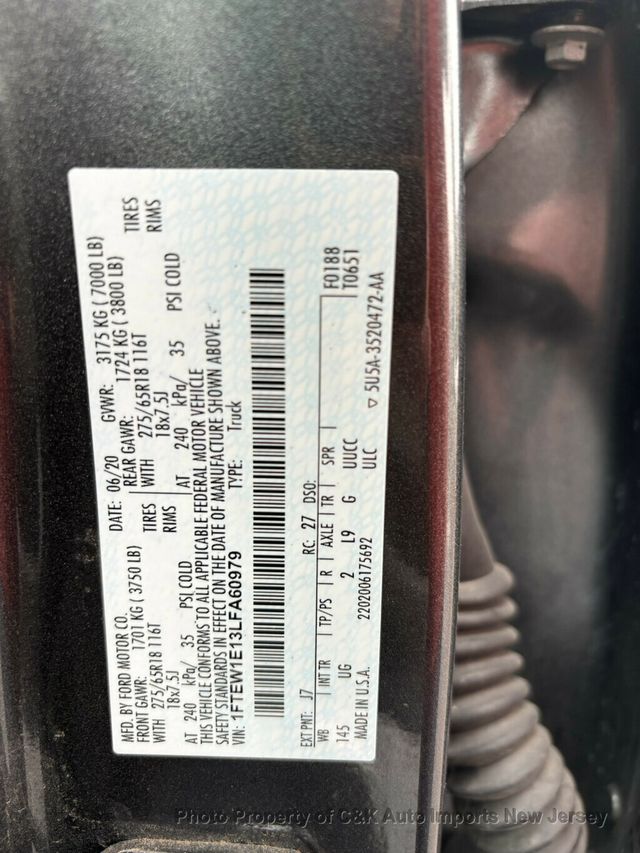 MFD. BY FORD MOTOR CO. DATE: 06/20 GVWR: 3175 KG ( 7000 LB)
FRONT GAWR: 1701 KG ( 3750 LB) REAR GAWR: 1724 KG ( 3800 LB)
WITH 275/65R18 116T TIRES WITH 275/65R18 116T TIRES
18x7.5J RIMS 18x7.5J RIMS
AT 240 kPa/ 35 PSI COLD AT 240 kPa/ 35 PSI COLD
THIS VEHICLE CONFORMS TO ALL APPLICABLE FEDERAL MOTOR VEHICLE
SAFETY STANDARDS IN EFFECT ON THE DATE OF MANUFACTURE SHOWN ABOVE.
VIN: 1FTEW1E13LFA60979 TYPE: Truck
F0188
EXT PNT: J7 RC: 27 DSO: T0651
WB INT TR TP/PS R AXLE TR SPR
145 UG 2 L9 G UUCC
ULC ▽ 5U5A-3520472-AA
MADE IN U.S.A. 2202006175692
Photo Property of C&K Auto Imports New Jersey